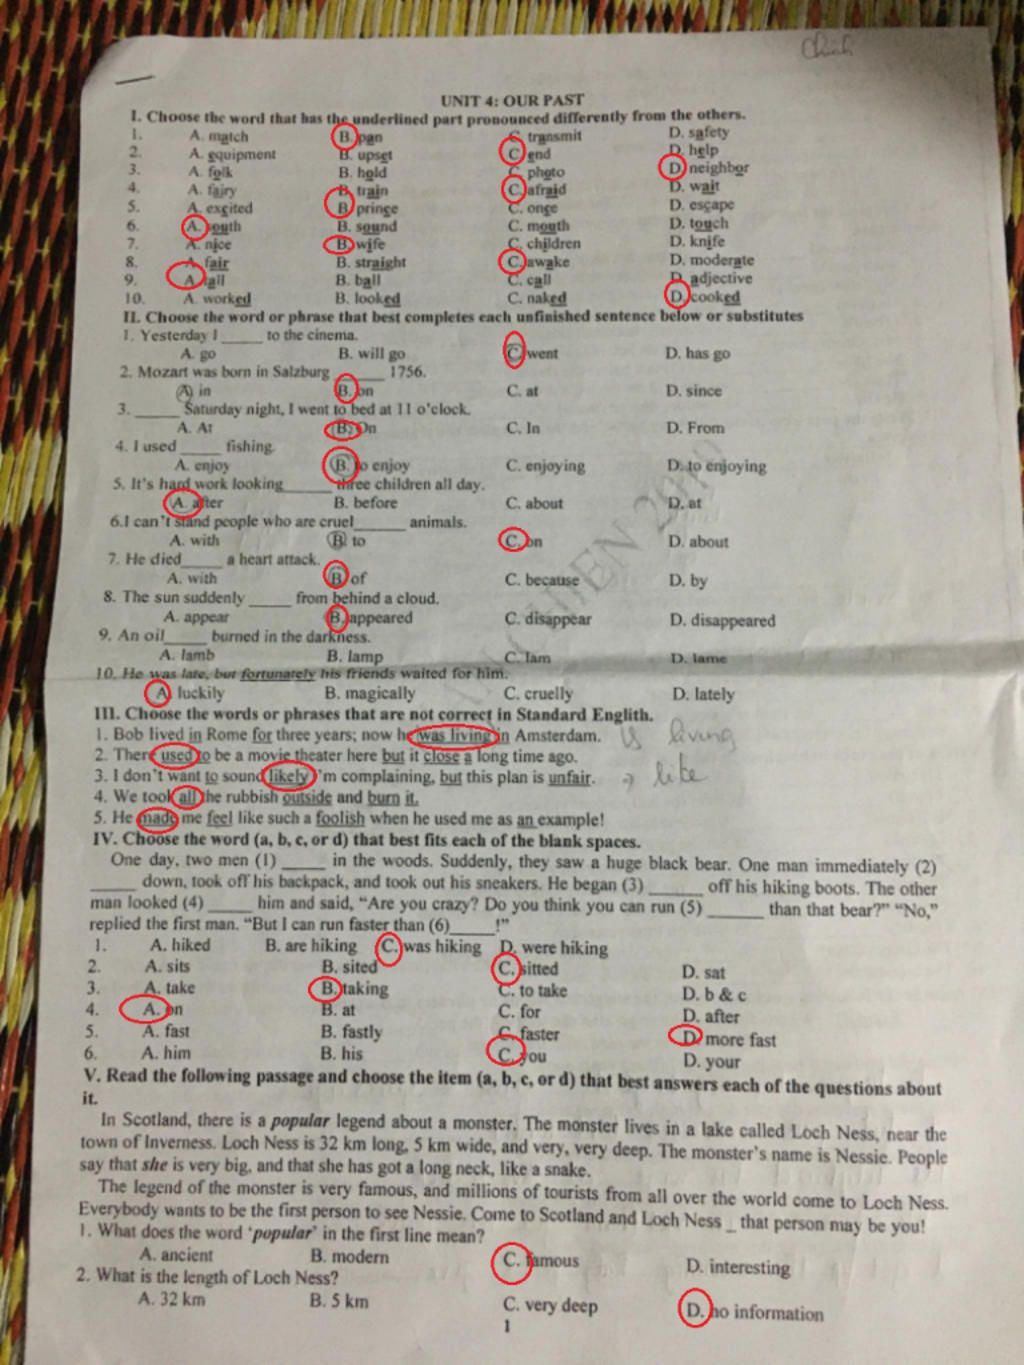 Chinh
UNIT 4: OUR PAST
I. Choose the word that has the underlined part pronounced differently from the others.
1. A. match B. pan C. transmit D. safety
2. A. equipment B. upset C. end D. help
3. A. folk B. hold C. photo D. neighbor
4. A. fairy B. train C. afraid D. wait
5. A. excited B. prince C. once D. escape
6. A. south B. sound C. mouth D. touch
7. A. nice B. wife C. children D. knife
8. A. fair B. straight C. awake D. moderate
9. A. tall B. ball C. call D. adjective
10. A. worked B. looked C. naked D. cooked
II. Choose the word or phrase that best completes each unfinished sentence below or substitutes
1. Yesterday I _____ to the cinema.
A. go B. will go C. went D. has go
2. Mozart was born in Salzburg _____ 1756.
A. in B. on C. at D. since
3. _____ Saturday night, I went to bed at 11 o'clock.
A. At B. On C. In D. From
4. I used _____ fishing.
A. enjoy B. to enjoy C. enjoying D. to enjoying
5. It's hard work looking_____ three children all day.
A. after B. before C. about D. at
6.I can't stand people who are cruel_____ animals.
A. with B. to C. on D. about
7. He died_____ a heart attack.
A. with B. of C. because D. by
8. The sun suddenly _____ from behind a cloud.
A. appear B. appeared C. disappear D. disappeared
9. An oil_____ burned in the darkness.
A. lamb B. lamp C. lam D. lame
10. He was late, but fortunately his friends waited for him.
A. luckily B. magically C. cruelly D. lately
III. Choose the words or phrases that are not correct in Standard Englith.
1. Bob lived in Rome for three years; now he was living in Amsterdam. is living
2. There used to be a movie theater here but it close a long time ago.
3. I don't want to sound likely I'm complaining, but this plan is unfair. → like
4. We took all the rubbish outside and burn it.
5. He made me feel like such a foolish when he used me as an example!
IV. Choose the word (a, b, c, or d) that best fits each of the blank spaces.
One day, two men (1) _____ in the woods. Suddenly, they saw a huge black bear. One man immediately (2)
_____ down, took off his backpack, and took out his sneakers. He began (3) _____ off his hiking boots. The other
man looked (4) _____ him and said, “Are you crazy? Do you think you can run (5) _____ than that bear?” “No,”
replied the first man. “But I can run faster than (6)_____!”
1. A. hiked B. are hiking C. was hiking D. were hiking
2. A. sits B. sited C. sitted D. sat
3. A. take B. taking C. to take D. b & c
4. A. on B. at C. for D. after
5. A. fast B. fastly C. faster D. more fast
6. A. him B. his C. you D. your
V. Read the following passage and choose the item (a, b, c, or d) that best answers each of the questions about
it.
In Scotland, there is a popular legend about a monster. The monster lives in a lake called Loch Ness, near the
town of Inverness. Loch Ness is 32 km long, 5 km wide, and very, very deep. The monster's name is Nessie. People
say that she is very big, and that she has got a long neck, like a snake.
The legend of the monster is very famous, and millions of tourists from all over the world come to Loch Ness.
Everybody wants to be the first person to see Nessie. Come to Scotland and Loch Ness _ that person may be you!
1. What does the word ‘popular’ in the first line mean?
A. ancient B. modern C. famous D. interesting
2. What is the length of Loch Ness?
A. 32 km B. 5 km C. very deep D. no information
1